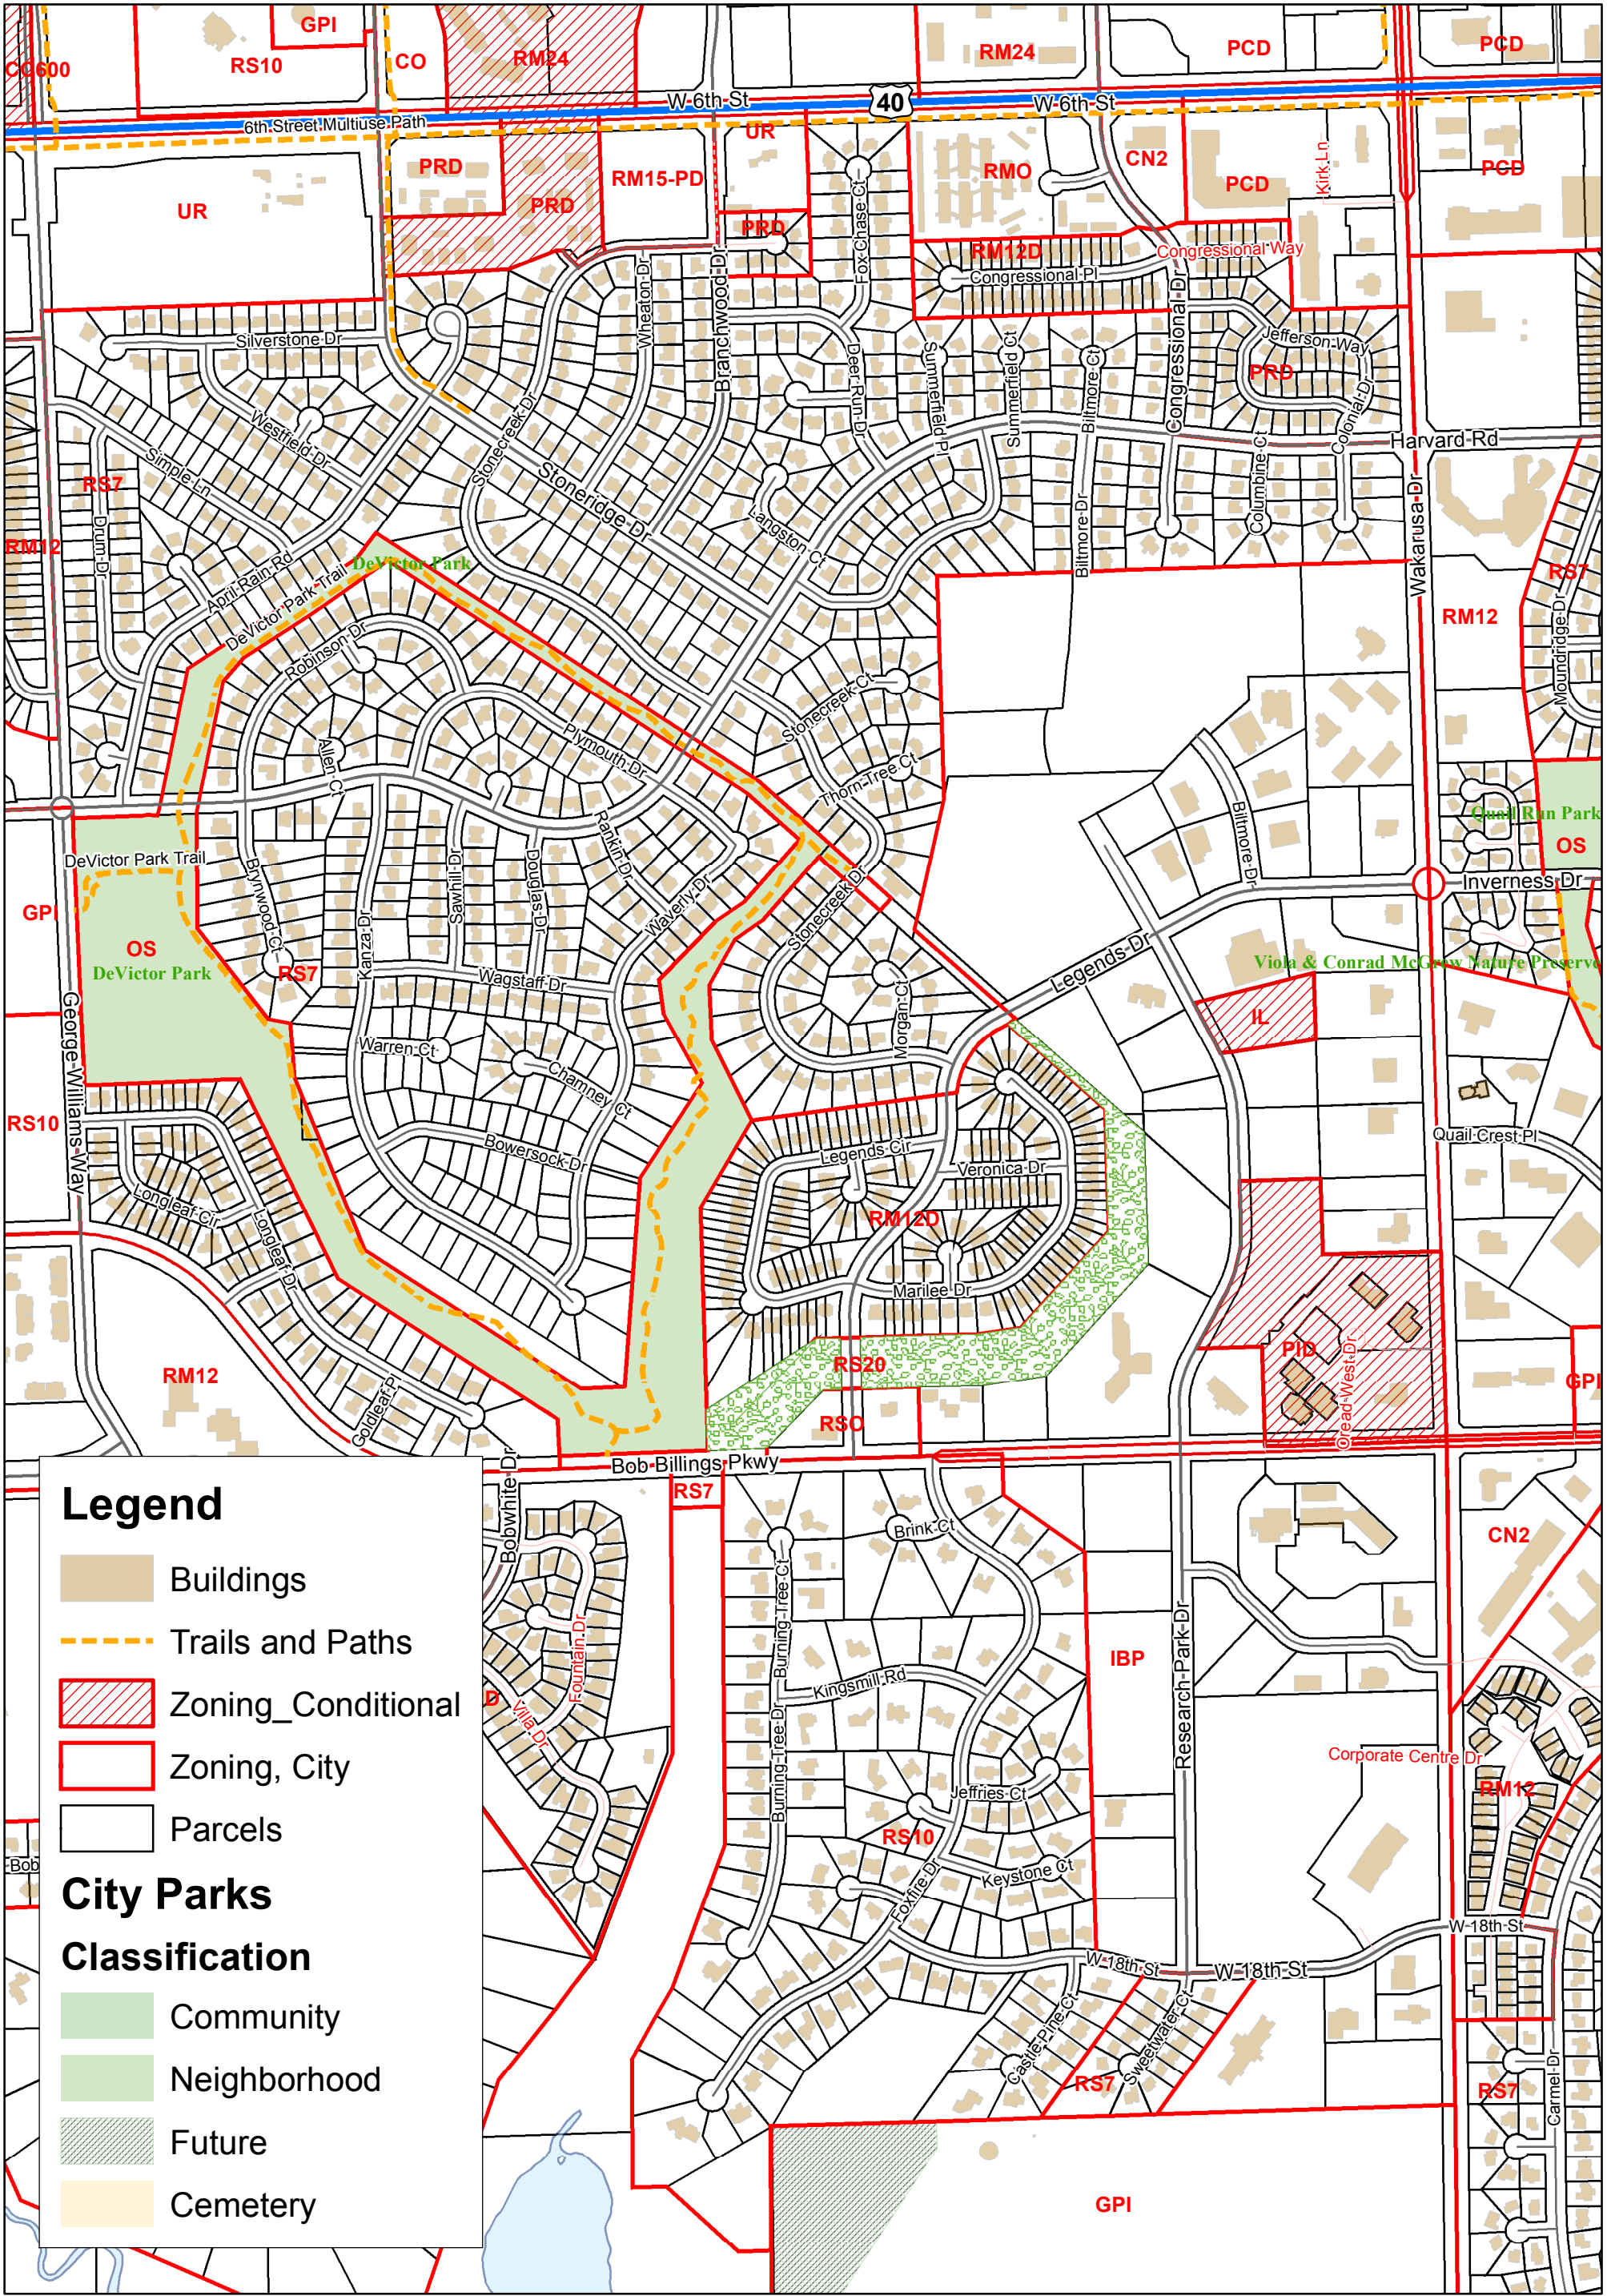 GPI
RS10
CO
RM24
RM24
PCD
PCD
CC600
W 6th St
40
W 6th St
6th Street Multiuse Path
UR
PRD
PRD
RM15-PD
UR
PRD
RMO
CN2
PCD
Kirk Ln
PCD
UR
Fox Chase Ct
RM12D
Congressional Way
Congressional Pl
Silverstone Dr
Wheaton Dr
Branchwood Dr
Deer Run Dr
Summerfield Pl
Summerfield Ct
Biltmore Ct
Congressional Dr
Jefferson Way
PRD
Colonial Dr
Westfield Dr
Simple Ln
Stonecreek Dr
Stoneridge Dr
Langston Ct
Biltmore Dr
Columbine Ct
Harvard Rd
Wakarusa Dr
RS7
RM12
Drum Dr
April Rain Rd
DeVictor Park Trail
DeVictor Park
RS7
RM12
Moundridge Dr
Robinson Dr
Stonecreek Ct
Plymouth Dr
Allen Ct
Thorn Tree Ct
Rankin Dr
Biltmore Dr
Quail Run Park
OS
DeVictor Park Trail
Brynwood Ct
Kanza Dr
Sawhill Dr
Douglas Dr
Waverly Dr
Stonecreek Dr
Inverness Dr
GPI
OS
DeVictor Park
RS7
Wagstaff Dr
Legends Dr
Viola & Conrad McGrew Nature Preserve
George Williams Way
Morgan Ct
IL
Warren Ct
Chamney Ct
RS10
Bowersock Dr
Legends Cir
Veronica Dr
Quail Crest Pl
Longleaf Cir
Longleaf Dr
RM12D
Marilee Dr
RM12
Goldleaf Pl
RS20
RSO
PID
Oread West Dr
GPI
Bob Billings Pkwy
Bobwhite Dr
RS7
Brink Ct
CN2
Burning Tree Ct
Fountain Dr
D
Villa Dr
Kingsmill Rd
IBP
Research Park Dr
Burning Tree Dr
Jeffries Ct
Corporate Centre Dr
RM12
RS10
Foxfire Dr
Keystone Ct
Bob
W 18th St
W 18th St
W 18th St
Castle Pine Ct
Sweetwater Ct
RS7
RS7
Carmel Dr
GPI
Legend
Buildings
Trails and Paths
Zoning_Conditional
Zoning, City
Parcels
City Parks
Classification
Community
Neighborhood
Future
Cemetery